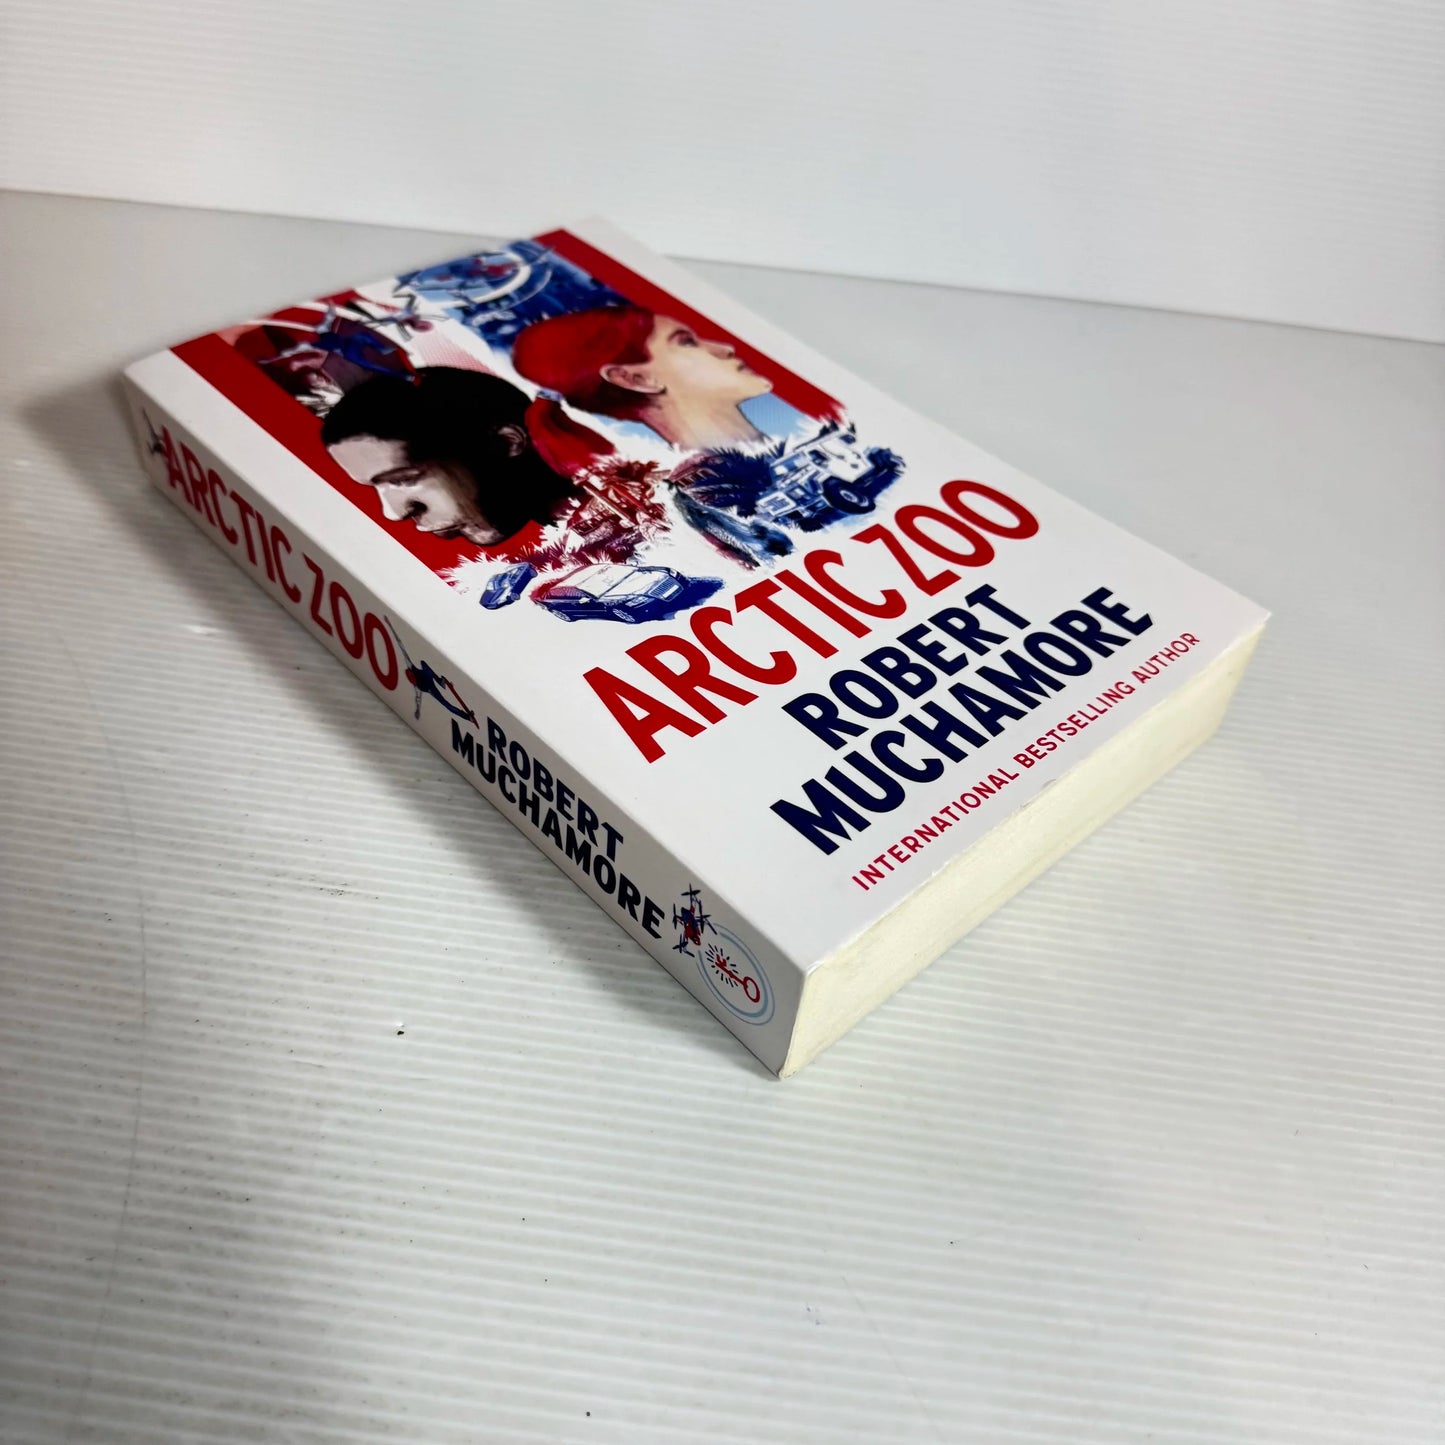 ARCTIC ZOO
ROBERT
MUCHAMORE
INTERNATIONAL BESTSELLING AUTHOR
ARCTIC ZOO
ROBERT
MUCHAMORE